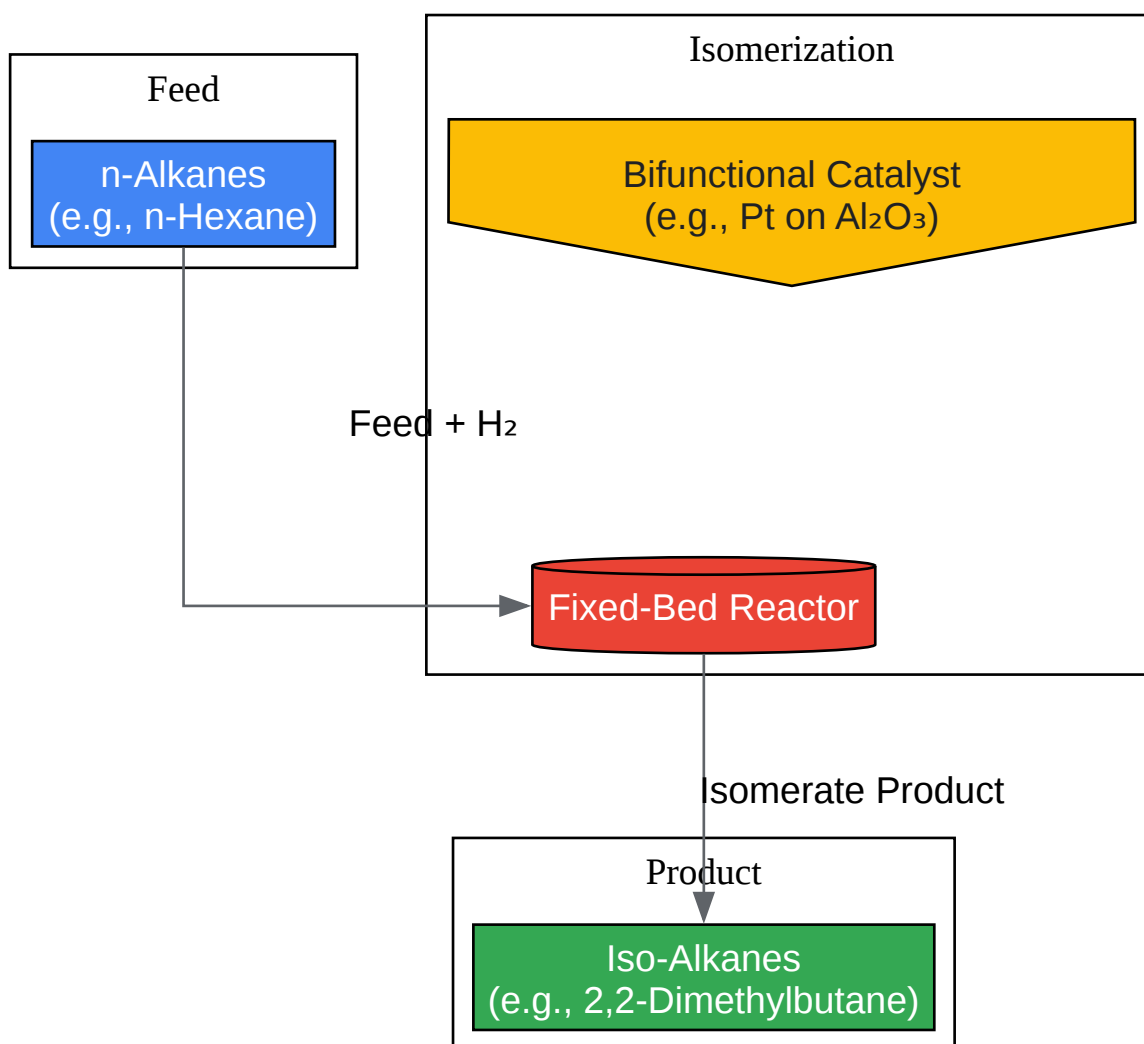 Feed
n-Alkanes
(e.g., n-Hexane)
Isomerization
Bifunctional Catalyst
(e.g., Pt on Al₂O₃)
Feed + H₂
Fixed-Bed Reactor
Isomerate Product
Product
Iso-Alkanes
(e.g., 2,2-Dimethylbutane)